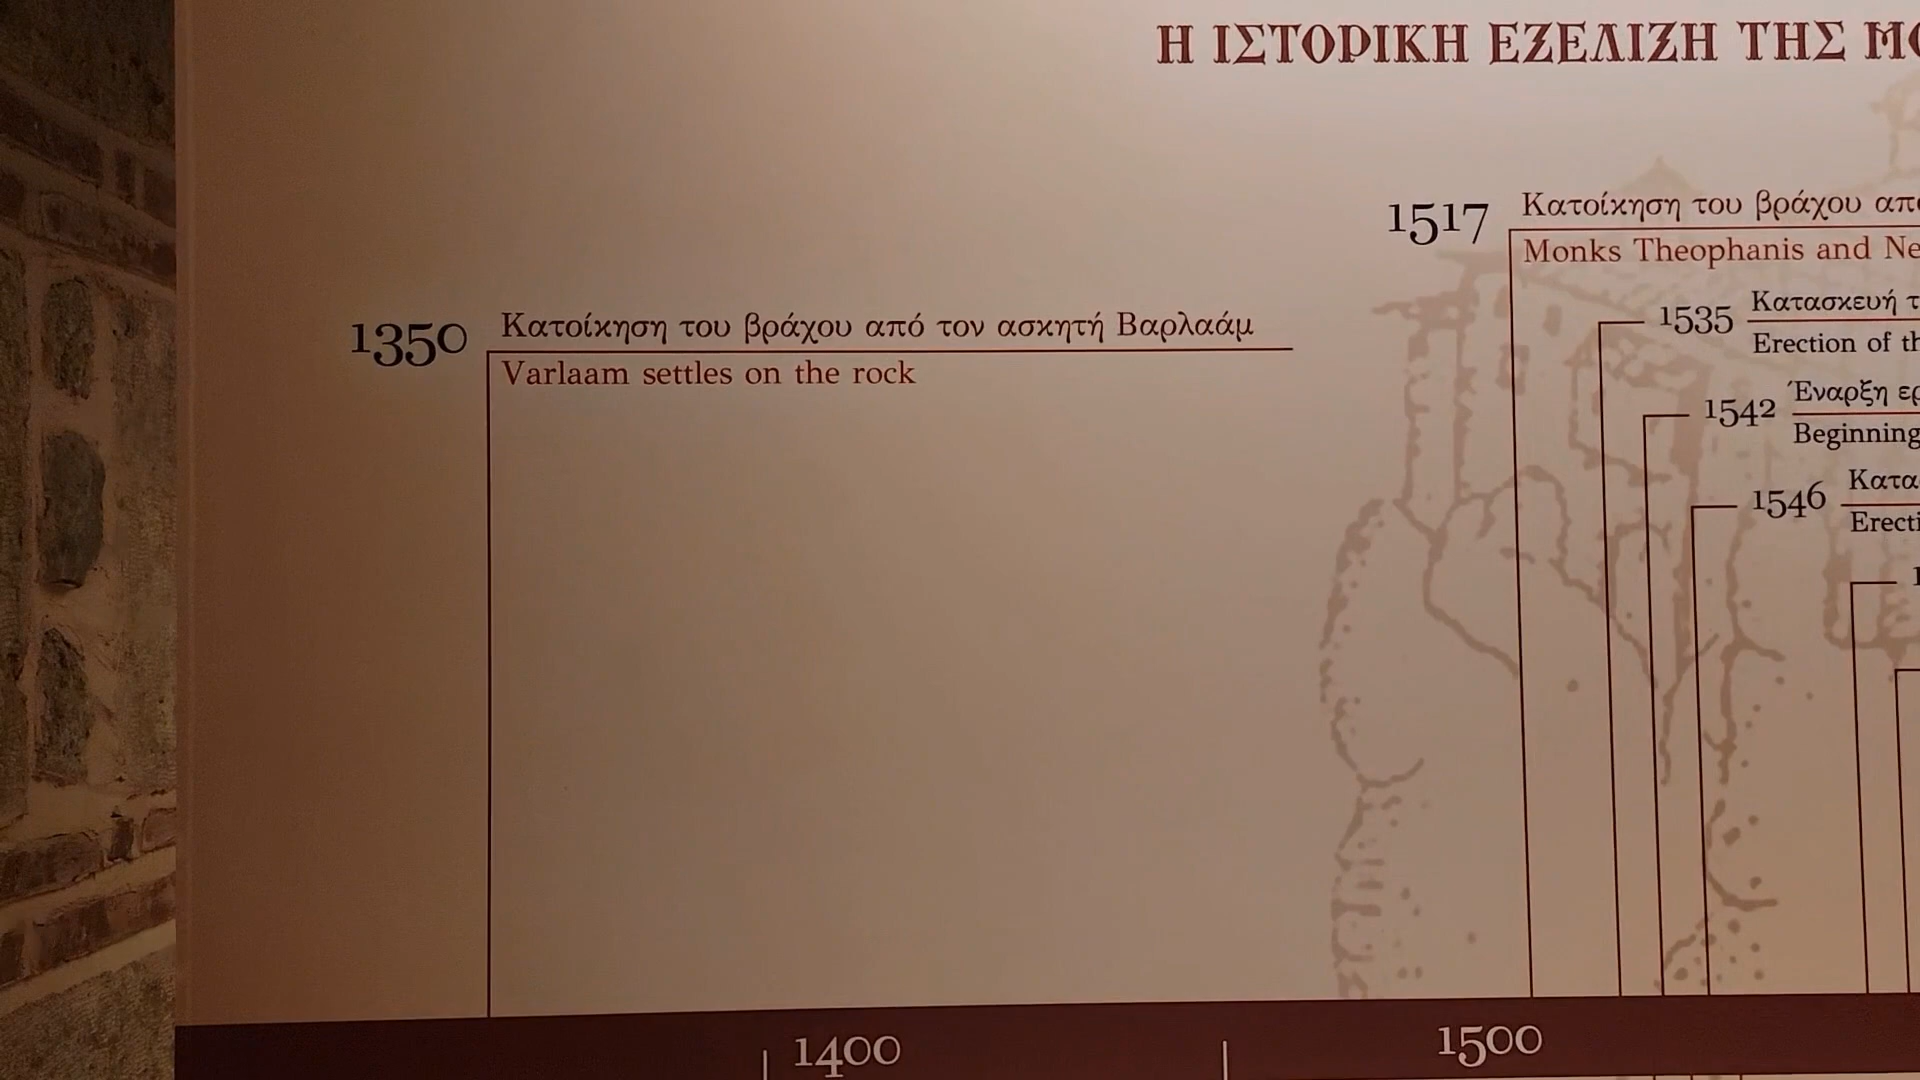 Η ΙΣΤΟΡΙΚΗ ΕΞΕΛΙΞΗ ΤΗΣ
1517 Κατοίκηση του βράχου
Monks Theophanis and
1350 Κατοίκηση του βράχου από τον ασκητή Βαρλαάμ
Varlaam settles on the rock
1535 Κατασκευή
Erection of
1542 Έναρξη
Beginning
1546
1400 1500